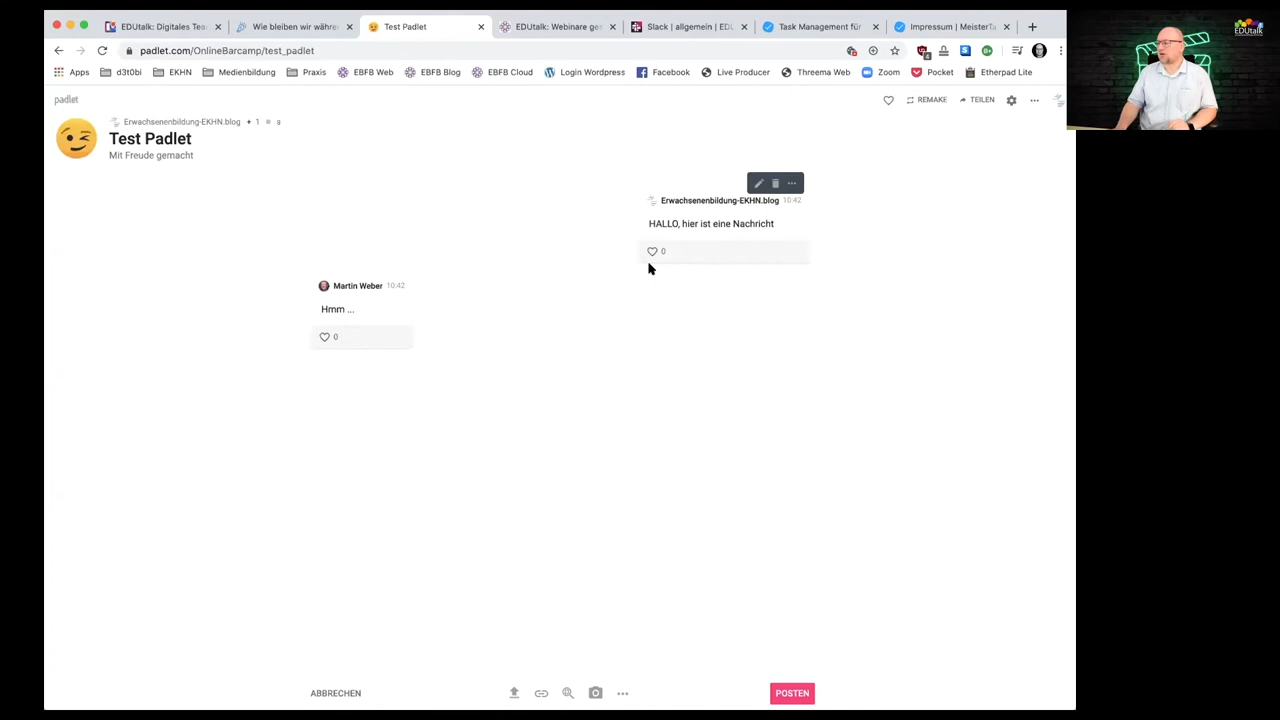 EDUtalk: Digitales Tea
Wie bleiben wir währe
Test Padlet
EDUtalk: Webinare ges
Slack | allgemein | EDU
Task Management für
Impressum | MeisterTa
padlet.com/OnlineBarcamp/test_padlet
Apps d3t0bi EKHN Medienbildung Praxis EBFB Web EBFB Blog EBFB Cloud Login Wordpress Facebook Live Producer Threema Web Zoom Pocket Etherpad Lite
EDUtalk
padlet
REMAKE TEILEN
Erwachsenenbildung-EKHN.blog + 1 9
Test Padlet
Mit Freude gemacht
Erwachsenenbildung-EKHN.blog 10:42
HALLO, hier ist eine Nachricht
0
Martin Weber 10:42
Hmm ...
0
ABBRECHEN
POSTEN